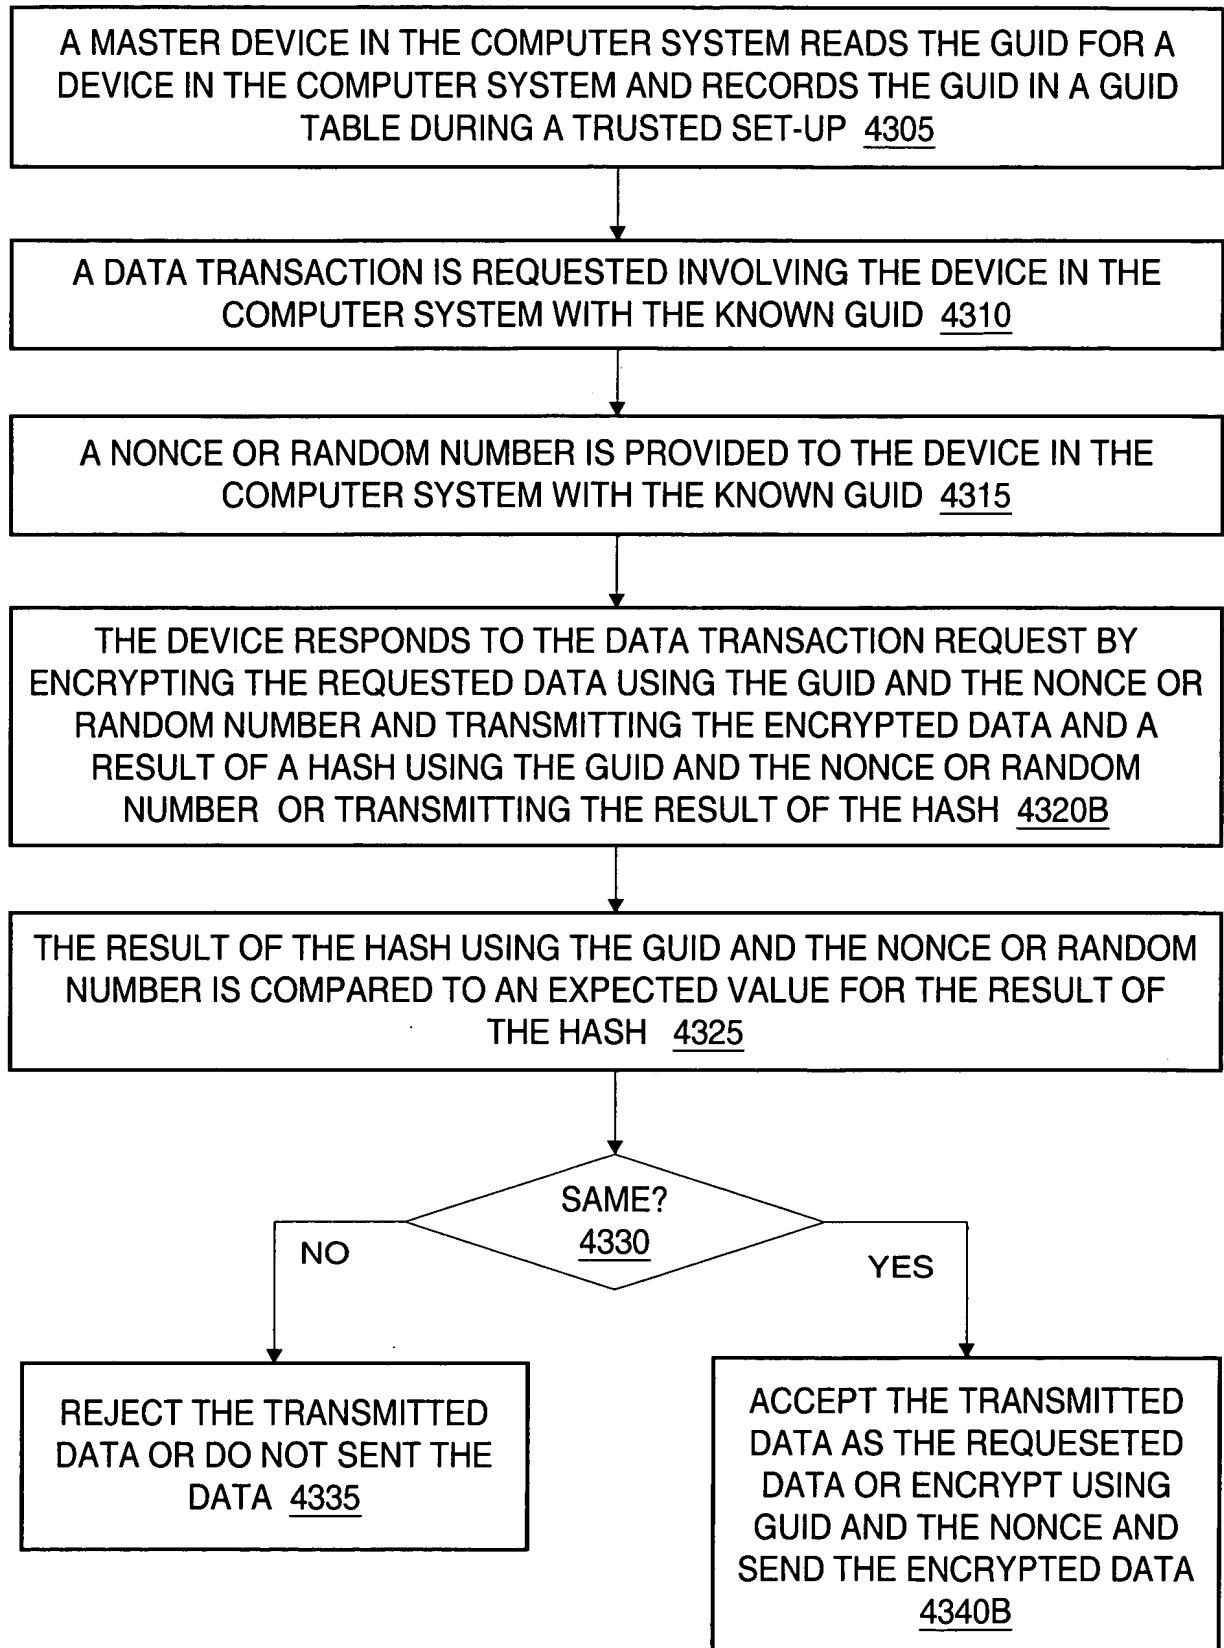 A MASTER DEVICE IN THE COMPUTER SYSTEM READS THE GUID FOR A
DEVICE IN THE COMPUTER SYSTEM AND RECORDS THE GUID IN A GUID
TABLE DURING A TRUSTED SET-UP 4305
A DATA TRANSACTION IS REQUESTED INVOLVING THE DEVICE IN THE
COMPUTER SYSTEM WITH THE KNOWN GUID 4310
A NONCE OR RANDOM NUMBER IS PROVIDED TO THE DEVICE IN THE
COMPUTER SYSTEM WITH THE KNOWN GUID 4315
THE DEVICE RESPONDS TO THE DATA TRANSACTION REQUEST BY
ENCRYPTING THE REQUESTED DATA USING THE GUID AND THE NONCE OR
RANDOM NUMBER AND TRANSMITTING THE ENCRYPTED DATA AND A
RESULT OF A HASH USING THE GUID AND THE NONCE OR RANDOM
NUMBER OR TRANSMITTING THE RESULT OF THE HASH 4320B
THE RESULT OF THE HASH USING THE GUID AND THE NONCE OR RANDOM
NUMBER IS COMPARED TO AN EXPECTED VALUE FOR THE RESULT OF
THE HASH 4325
SAME?
4330
NO
YES
REJECT THE TRANSMITTED
DATA OR DO NOT SENT THE
DATA 4335
ACCEPT THE TRANSMITTED
DATA AS THE REQUESETED
DATA OR ENCRYPT USING
GUID AND THE NONCE AND
SEND THE ENCRYPTED DATA
4340B